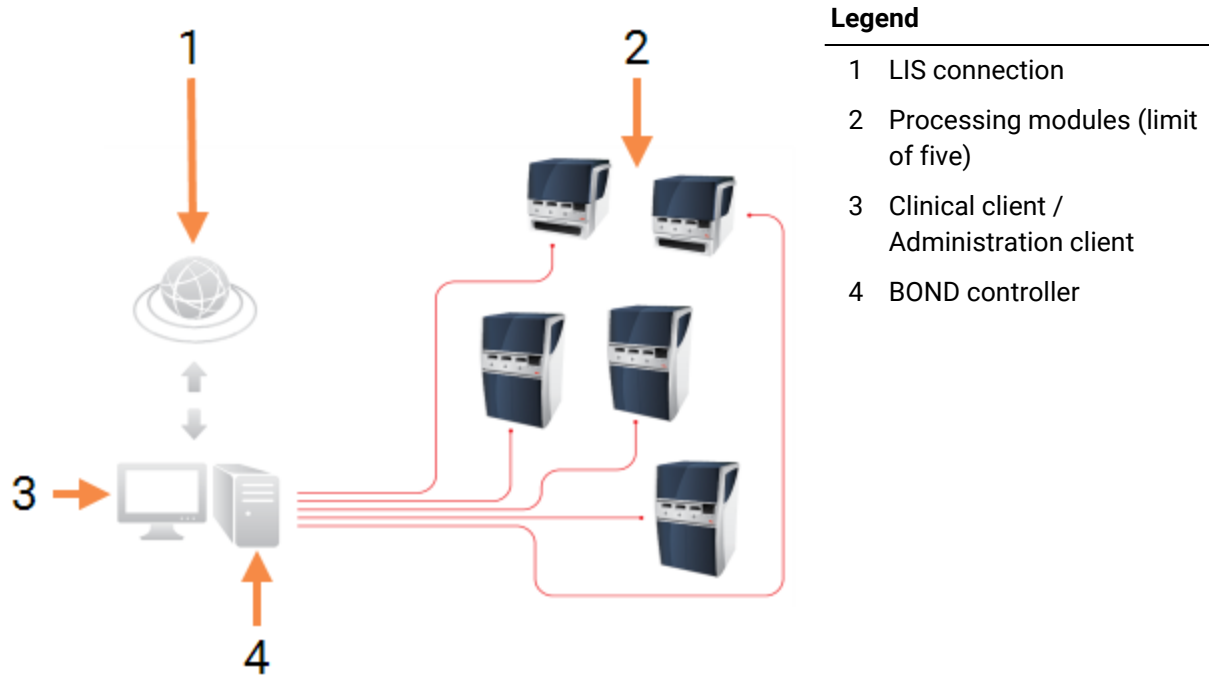 1
2
3
4
Legend
1 LIS connection
2 Processing modules (limit
of five)
3 Clinical client /
Administration client
4 BOND controller